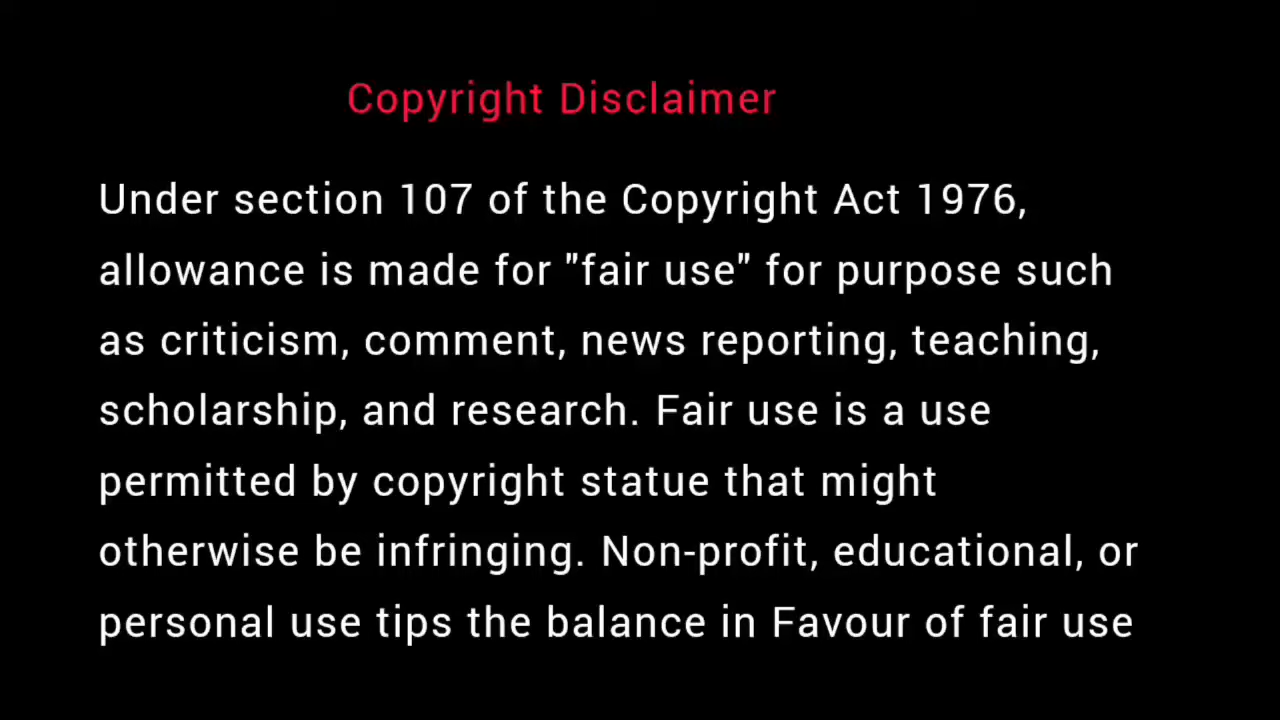 Copyright Disclaimer
Under section 107 of the Copyright Act 1976,
allowance is made for "fair use" for purpose such
as criticism, comment, news reporting, teaching,
scholarship, and research. Fair use is a use
permitted by copyright statue that might
otherwise be infringing. Non-profit, educational, or
personal use tips the balance in Favour of fair use